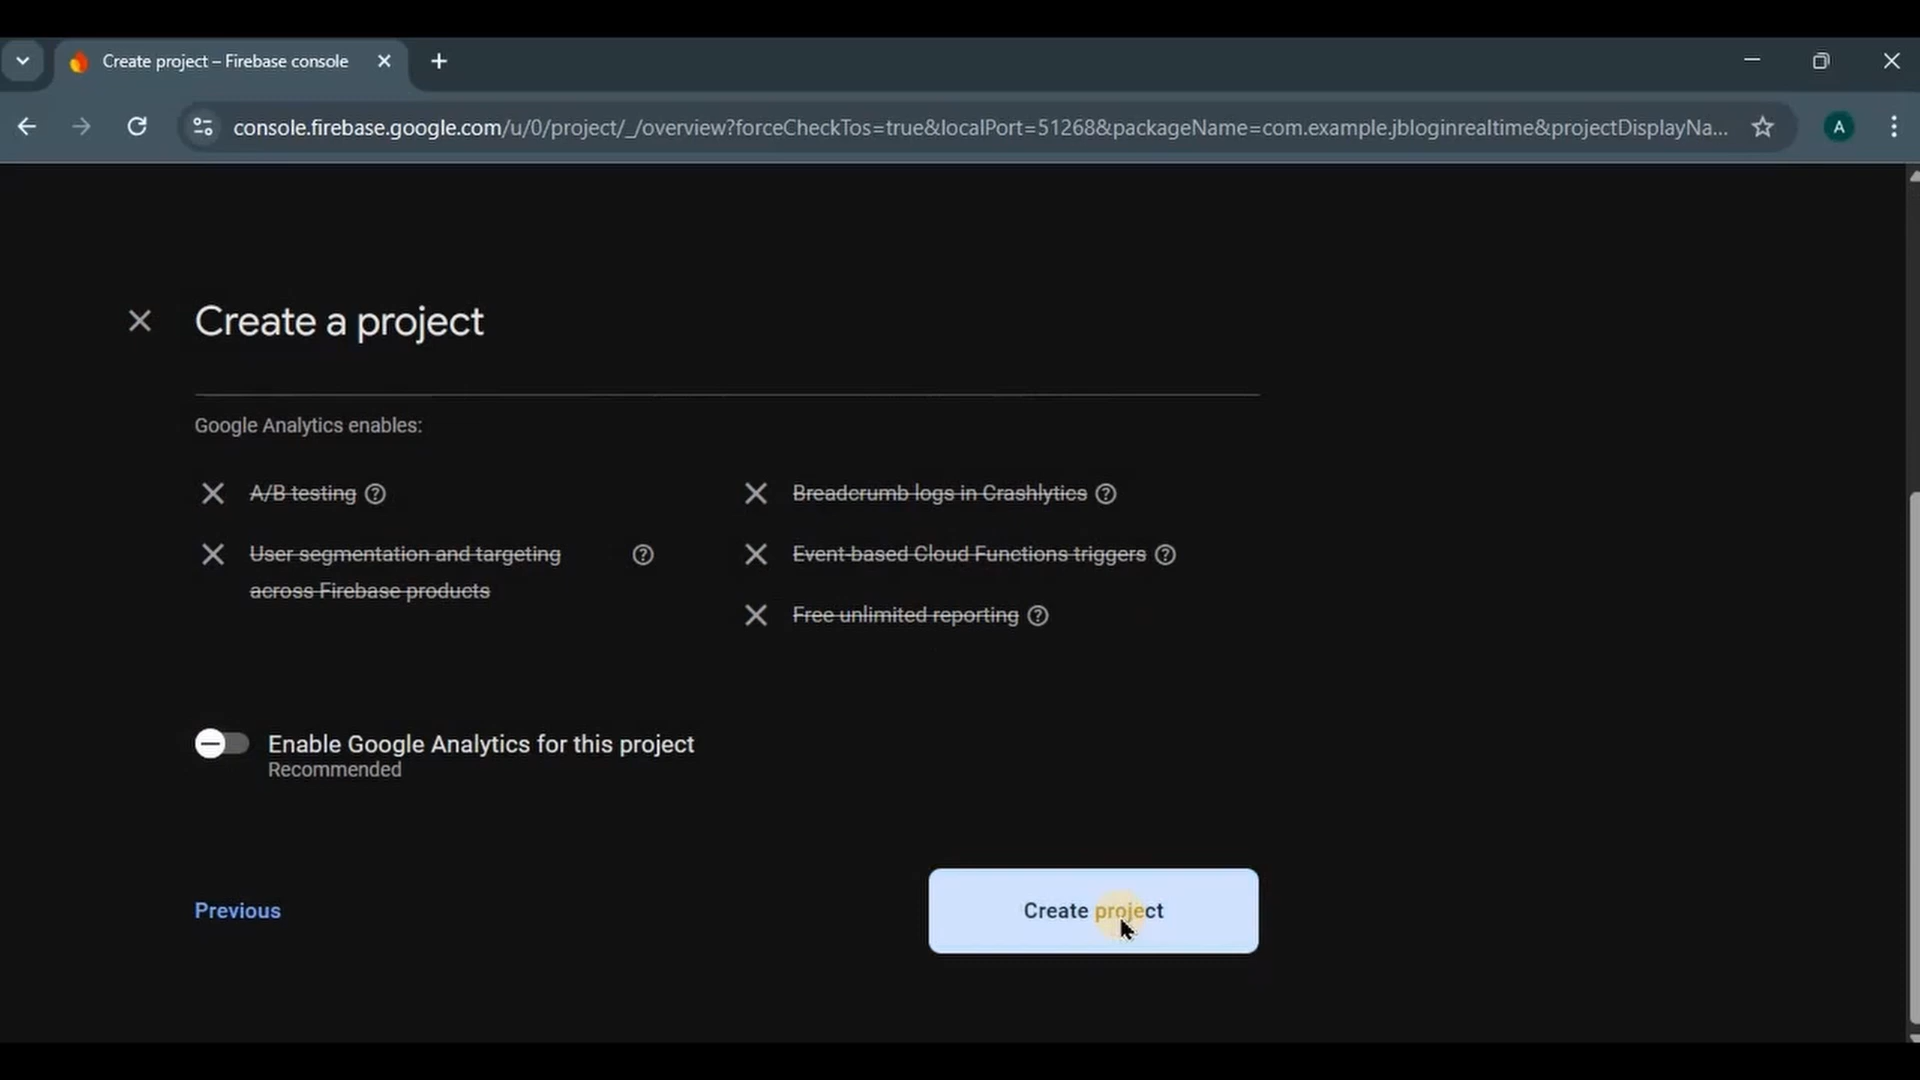 Create project – Firebase console
console.firebase.google.com/u/0/project/_/overview?forceCheckTos=true&localPort=51268&packageName=com.example.jbloginrealtime&projectDisplayNa...
A
Create a project
Google Analytics enables:
A/B testing
Breadcrumb logs in Crashlytics
User segmentation and targeting
across Firebase products
Event-based Cloud Functions triggers
Free unlimited reporting
Enable Google Analytics for this project
Recommended
Previous
Create project